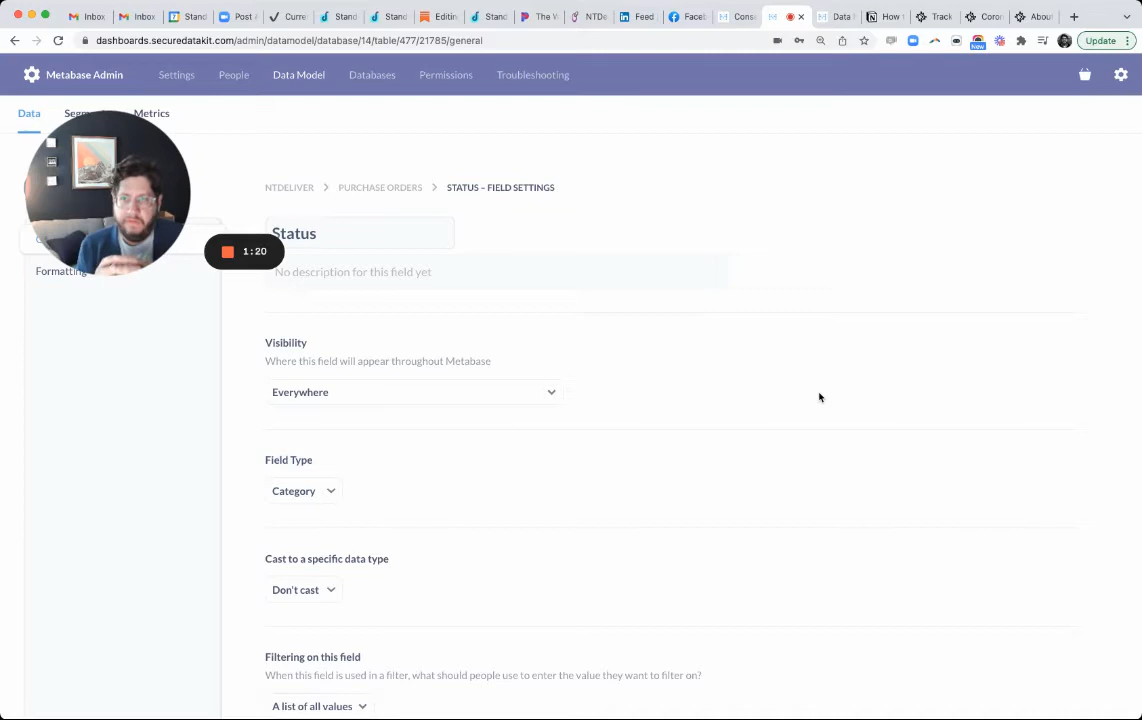 Inbox
Inbox
Stand
Post
Curre
Stand
Stand
Editin
Stand
The V
NTDe
Feed
Faceb
Conse
Data
How
Track
Coron
About
dashboards.securedatakit.com/admin/datamodel/database/14/table/477/21785/general
New
Update
Metabase Admin
Settings
People
Data Model
Databases
Permissions
Troubleshooting
Data
Segm
Metrics
NTDELIVER
PURCHASE ORDERS
STATUS – FIELD SETTINGS
Status
1:20
No description for this field yet
Formatting
Visibility
Where this field will appear throughout Metabase
Everywhere
Field Type
Category
Cast to a specific data type
Don't cast
Filtering on this field
When this field is used in a filter, what should people use to enter the value they want to filter on?
A list of all values